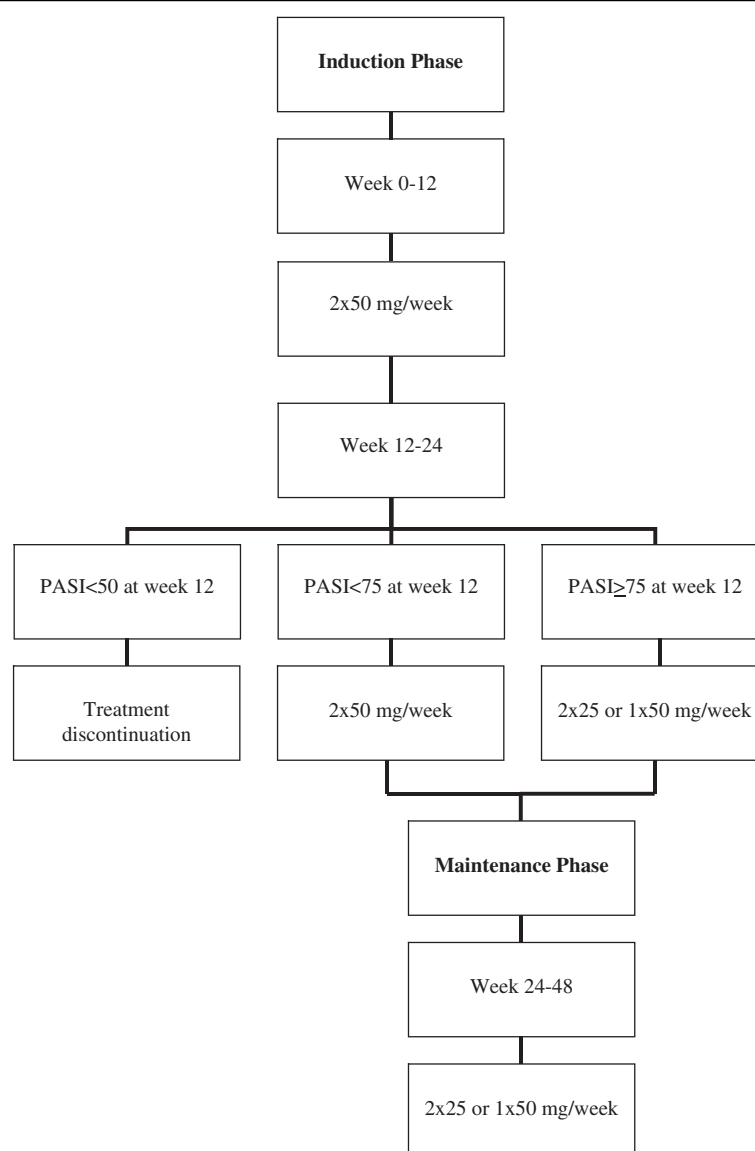 Induction Phase
Week 0-12
2x50 mg/week
Week 12-24
PASI<50 at week 12
PASI<75 at week 12
PASI≥75 at week 12
Treatment
discontinuation
2x50 mg/week
2x25 or 1x50 mg/week
Maintenance Phase
Week 24-48
2x25 or 1x50 mg/week